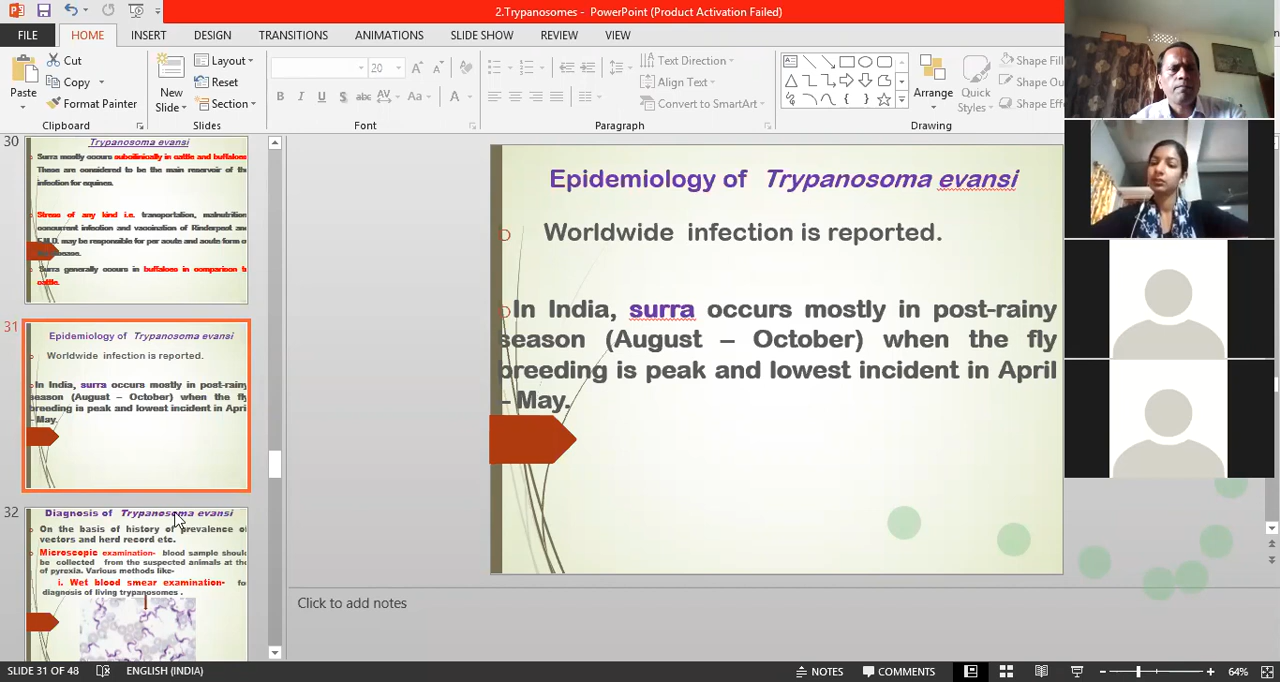 2.Trypanosomes - PowerPoint (Product Activation Failed)
FILE HOME INSERT DESIGN TRANSITIONS ANIMATIONS SLIDE SHOW REVIEW VIEW
Paste
Cut
Copy
Format Painter
Clipboard
New
Slide
Layout
Reset
Section
Slides
20
B I U S abc AV Aa A
Font
Text Direction
Align Text
Convert to SmartArt
Paragraph
Arrange
Quick
Styles
Shape Fill
Shape Ou
Shape Effe
Drawing
30
Trypanosoma evansi
Surra mostly occurs subclinically in cattle and buffaloes
These are considered to be the main reservoir of th
infection for equines.
Stress of any kind i.e. transportation, malnutrition
concurrent infection and vaccination of Rinderpest and
F.M.D. may be responsible for per acute and acute form o
disease.
Surra generally occurs in buffaloes in comparison t
cattle.
31
Epidemiology of Trypanosoma evansi
Worldwide infection is reported.
In India, surra occurs mostly in post-rainy
season (August – October) when the fly
breeding is peak and lowest incident in April
– May.
32
Diagnosis of Trypanosoma evansi
On the basis of history of prevalence of
vectors and herd record etc.
Microscopic examination- blood sample should
be collected from the suspected animals at the
of pyrexia. Various methods like-
i. Wet blood smear examination- fo
diagnosis of living trypanosomes .
Epidemiology of Trypanosoma evansi
Worldwide infection is reported.
In India, surra occurs mostly in post-rainy
season (August – October) when the fly
breeding is peak and lowest incident in April
– May.
Click to add notes
SLIDE 31 OF 48 ENGLISH (INDIA) NOTES COMMENTS 64%